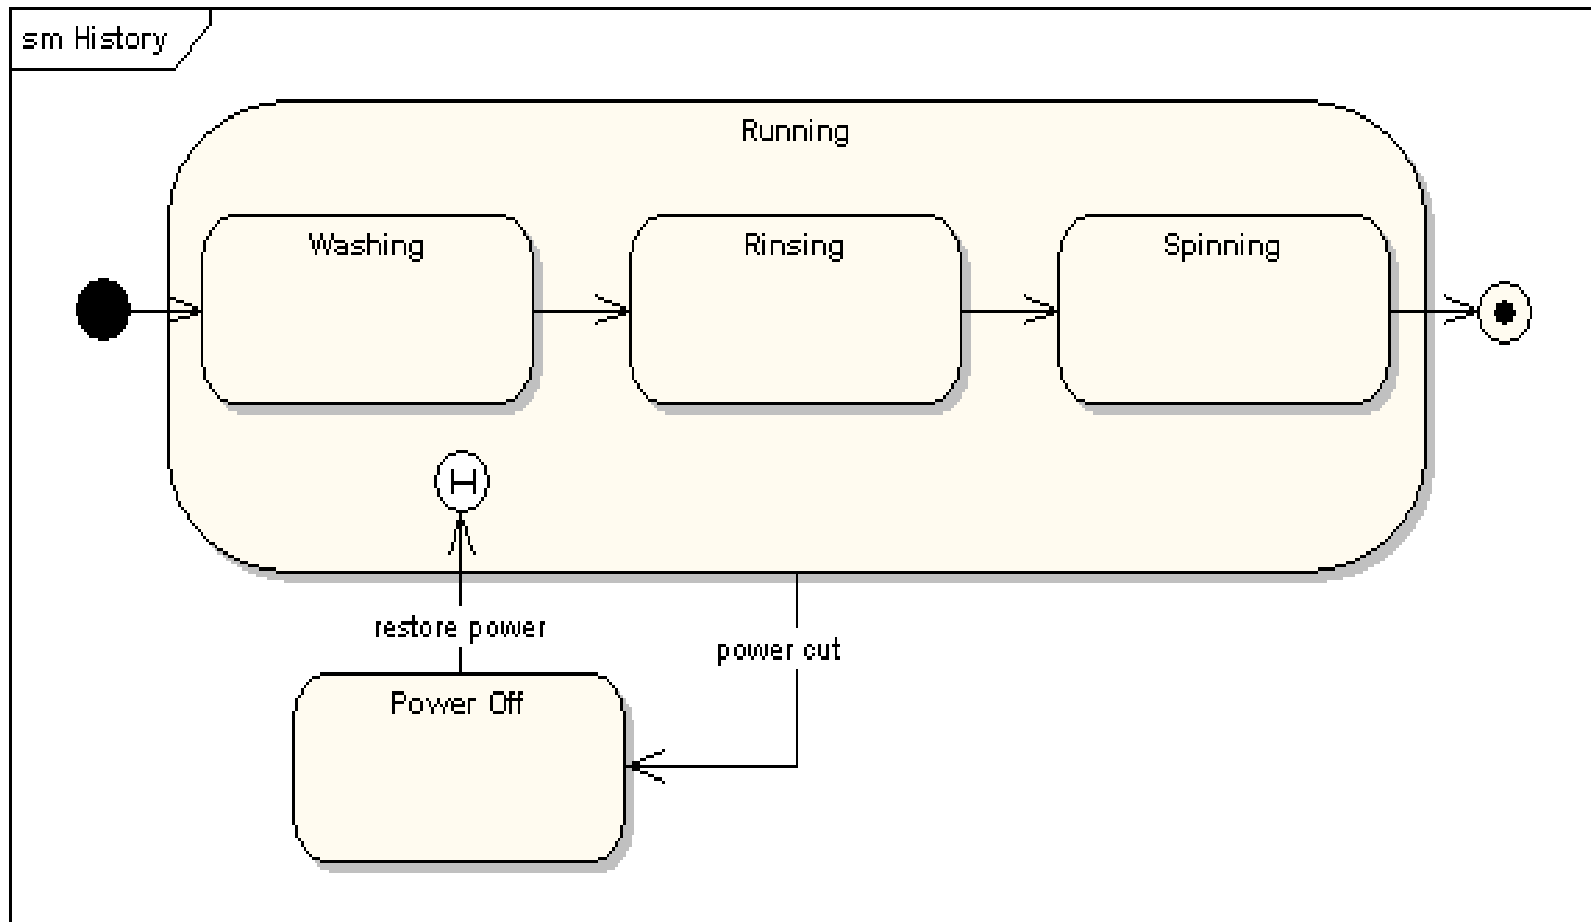 sm History
Running
Washing
Rinsing
Spinning
H
restore power
power cut
Power Off